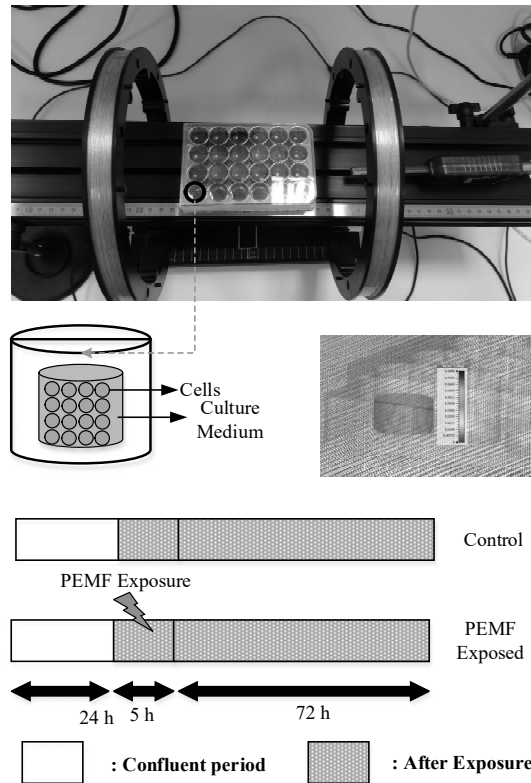 Cells
Culture
Medium
Control
PEMF Exposure
PEMF
Exposed
24 h
5 h
72 h
: Confluent period
: After Exposure